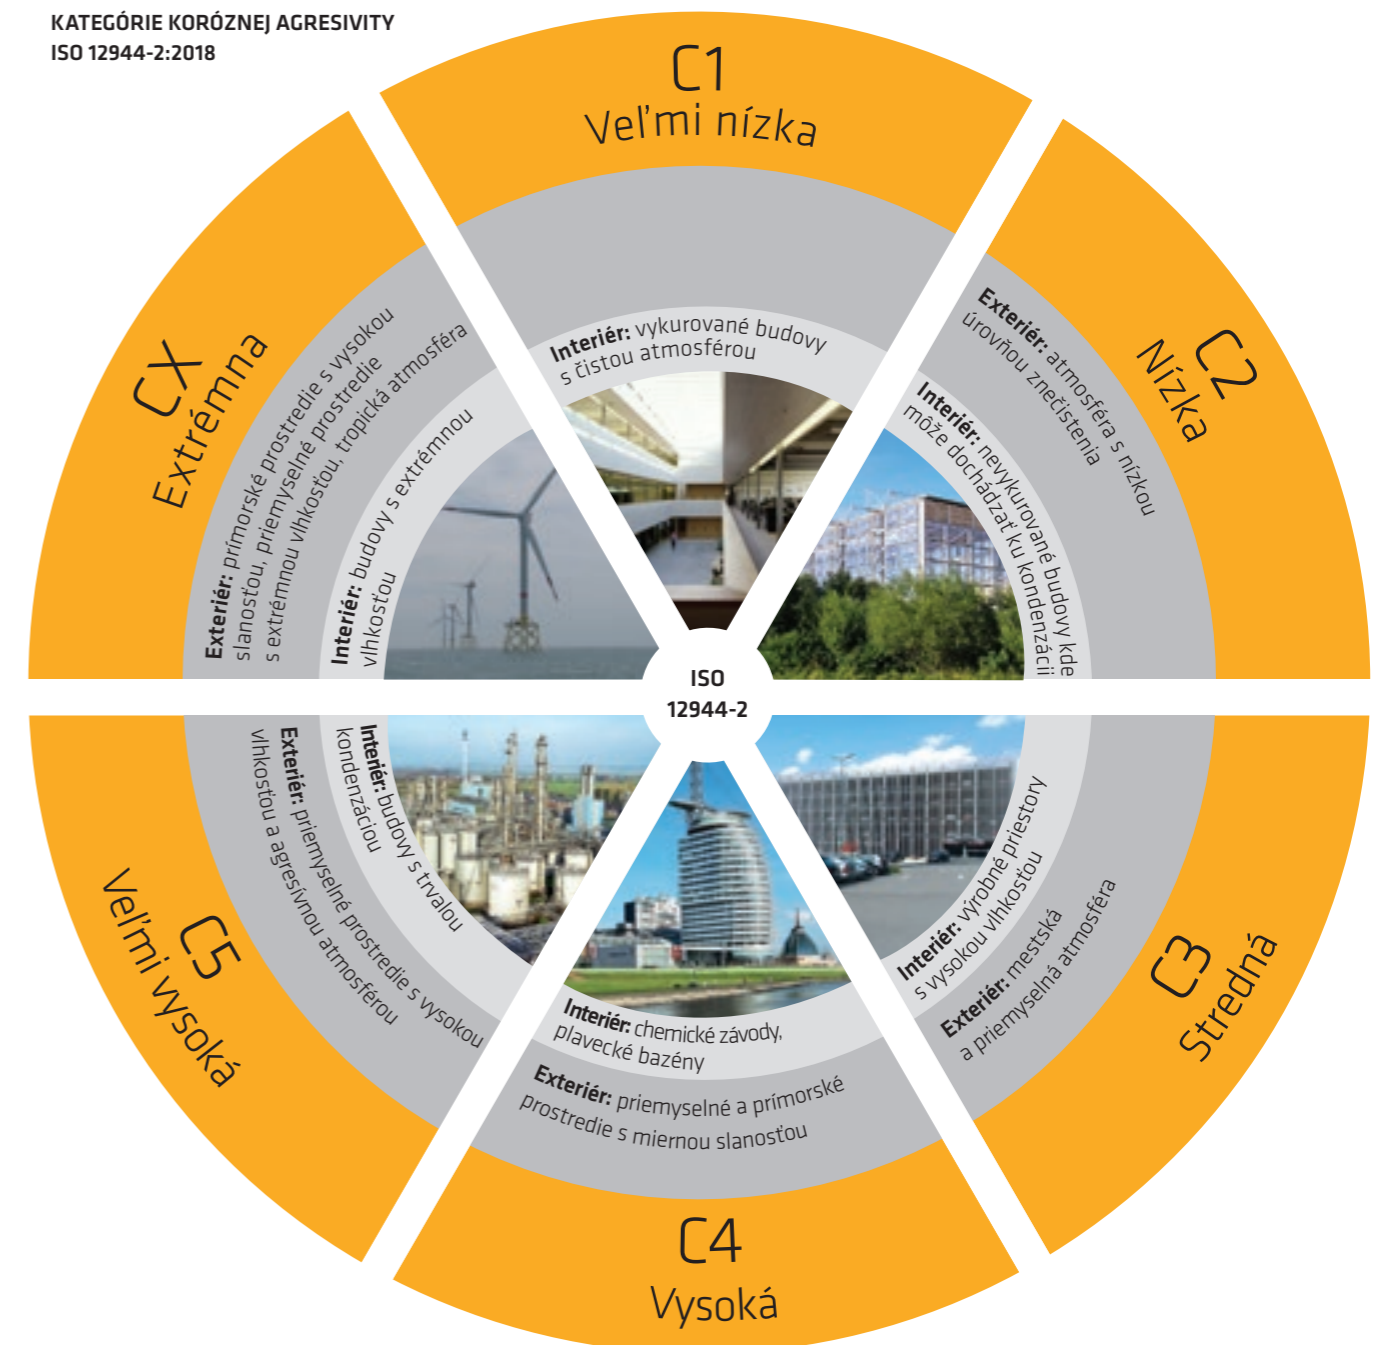 KATEGÓRIE KORÓZNEJ AGRESIVITY
ISO 12944-2:2018
C1
Veľmi nízka
Interiér: vykurované budovy
s čistou atmosférou
C2
Nízka
Exteriér: atmosféra s nízkou
úrovňou znečistenia
Interiér: nevykurované budovy kde
môže dochádzať ku kondenzácii
C3
Stredná
Interiér: výrobné priestory
s vysokou vlhkosťou
Exteriér: mestská
a priemyselná atmosféra
C4
Vysoká
Interiér: chemické závody,
plavecké bazény
Exteriér: priemyselné a prímorské
prostredie s miernou slanosťou
C5
Veľmi vysoká
Interiér: budovy s trvalou
kondenzáciou
Exteriér: priemyselné prostredie s vysokou
vlhkosťou a agresívnou atmosférou
CX
Extrémna
Exteriér: prímorské prostredie s vysokou
slanosťou, priemyselné prostredie
s extrémnou vlhkosťou, tropická atmosféra
Interiér: budovy s extrémnou
vlhkosťou
ISO
12944-2